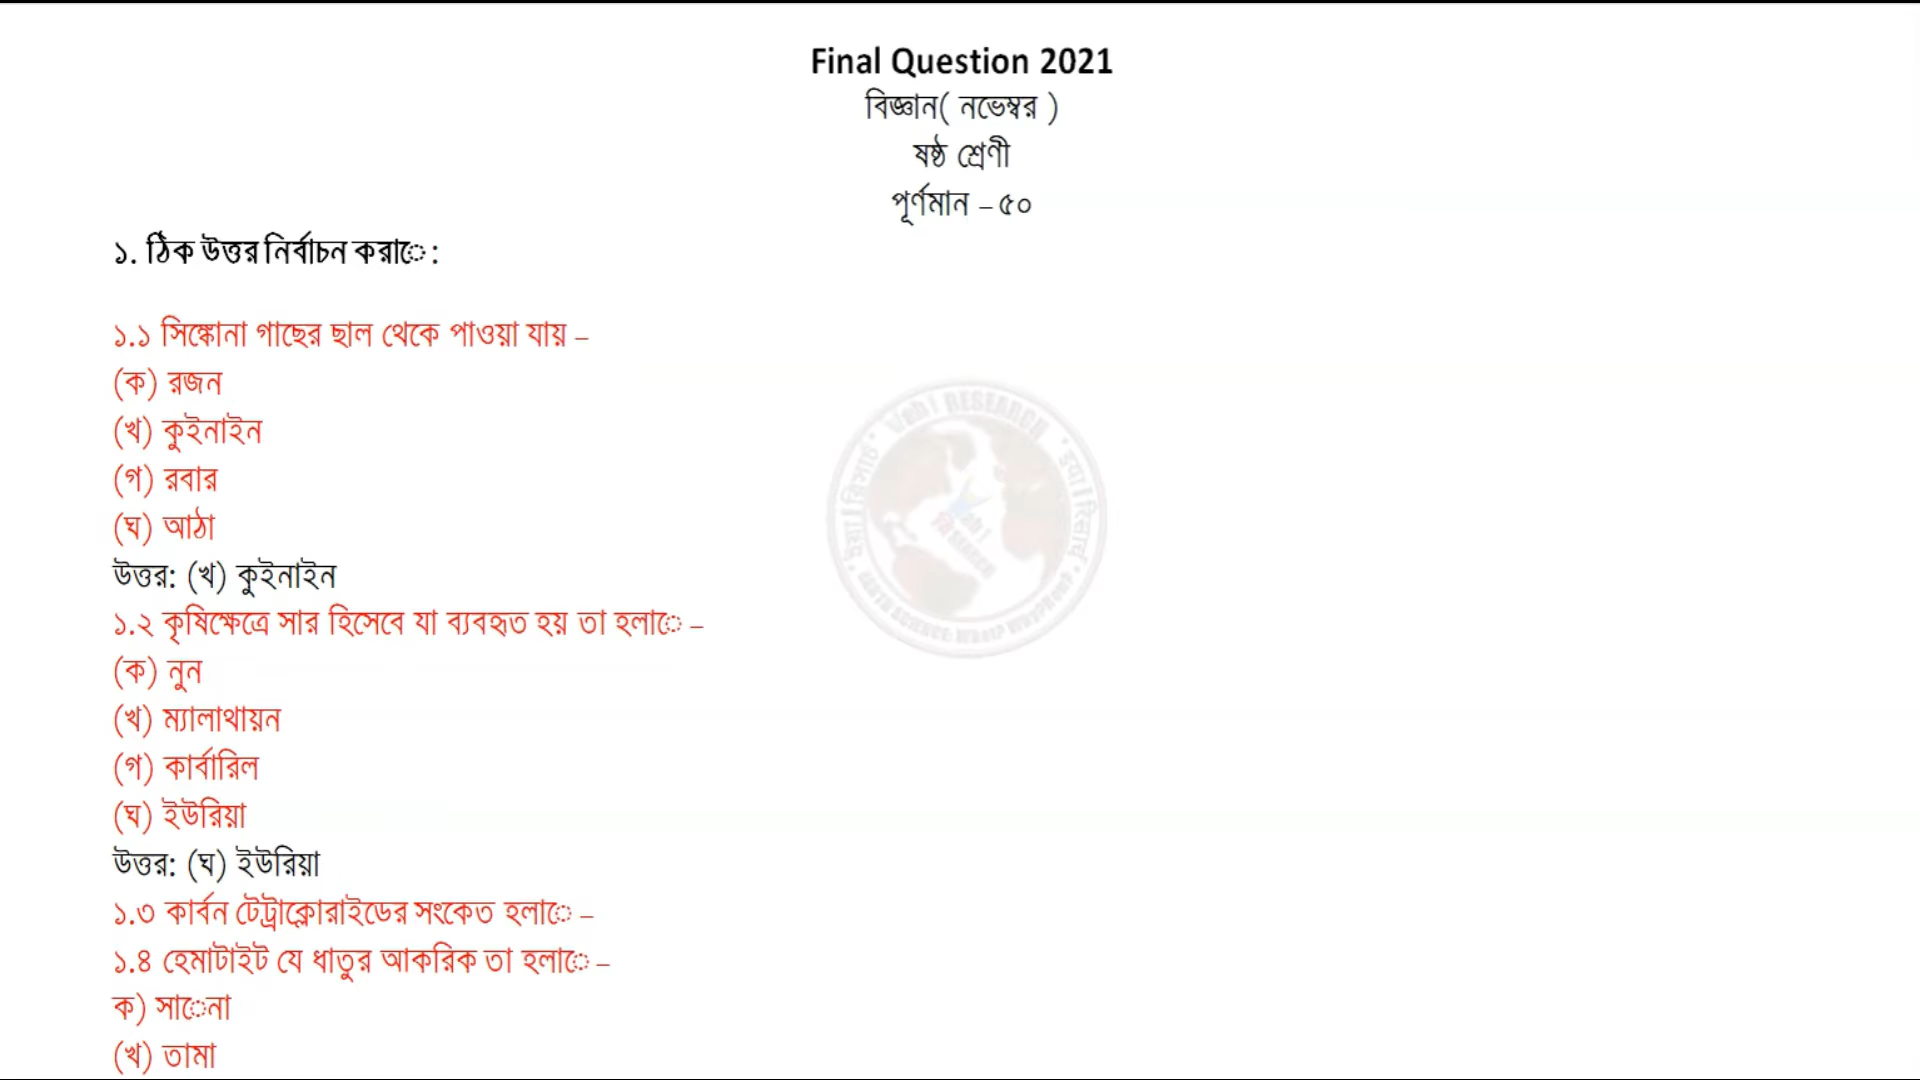 Final Question 2021
বিজ্ঞান( নভেম্বর )
ষষ্ঠ শ্রেণী
পূর্ণমান – ৫০
১. ঠিক উত্তর নির্বাচন করাে :
১.১ সিঙ্কোনা গাছের ছাল থেকে পাওয়া যায় –
(ক) রজন
(খ) কুইনাইন
(গ) রবার
(ঘ) আঠা
উত্তর: (খ) কুইনাইন
১.২ কৃষিক্ষেত্রে সার হিসেবে যা ব্যবহৃত হয় তা হলাে –
(ক) নুন
(খ) ম্যালাথায়ন
(গ) কার্বারিল
(ঘ) ইউরিয়া
উত্তর: (ঘ) ইউরিয়া
১.৩ কার্বন টেট্রাক্লোরাইডের সংকেত হলাে –
১.৪ হেমাটাইট যে ধাতুর আকরিক তা হলাে –
ক) সােনা
(খ) তামা